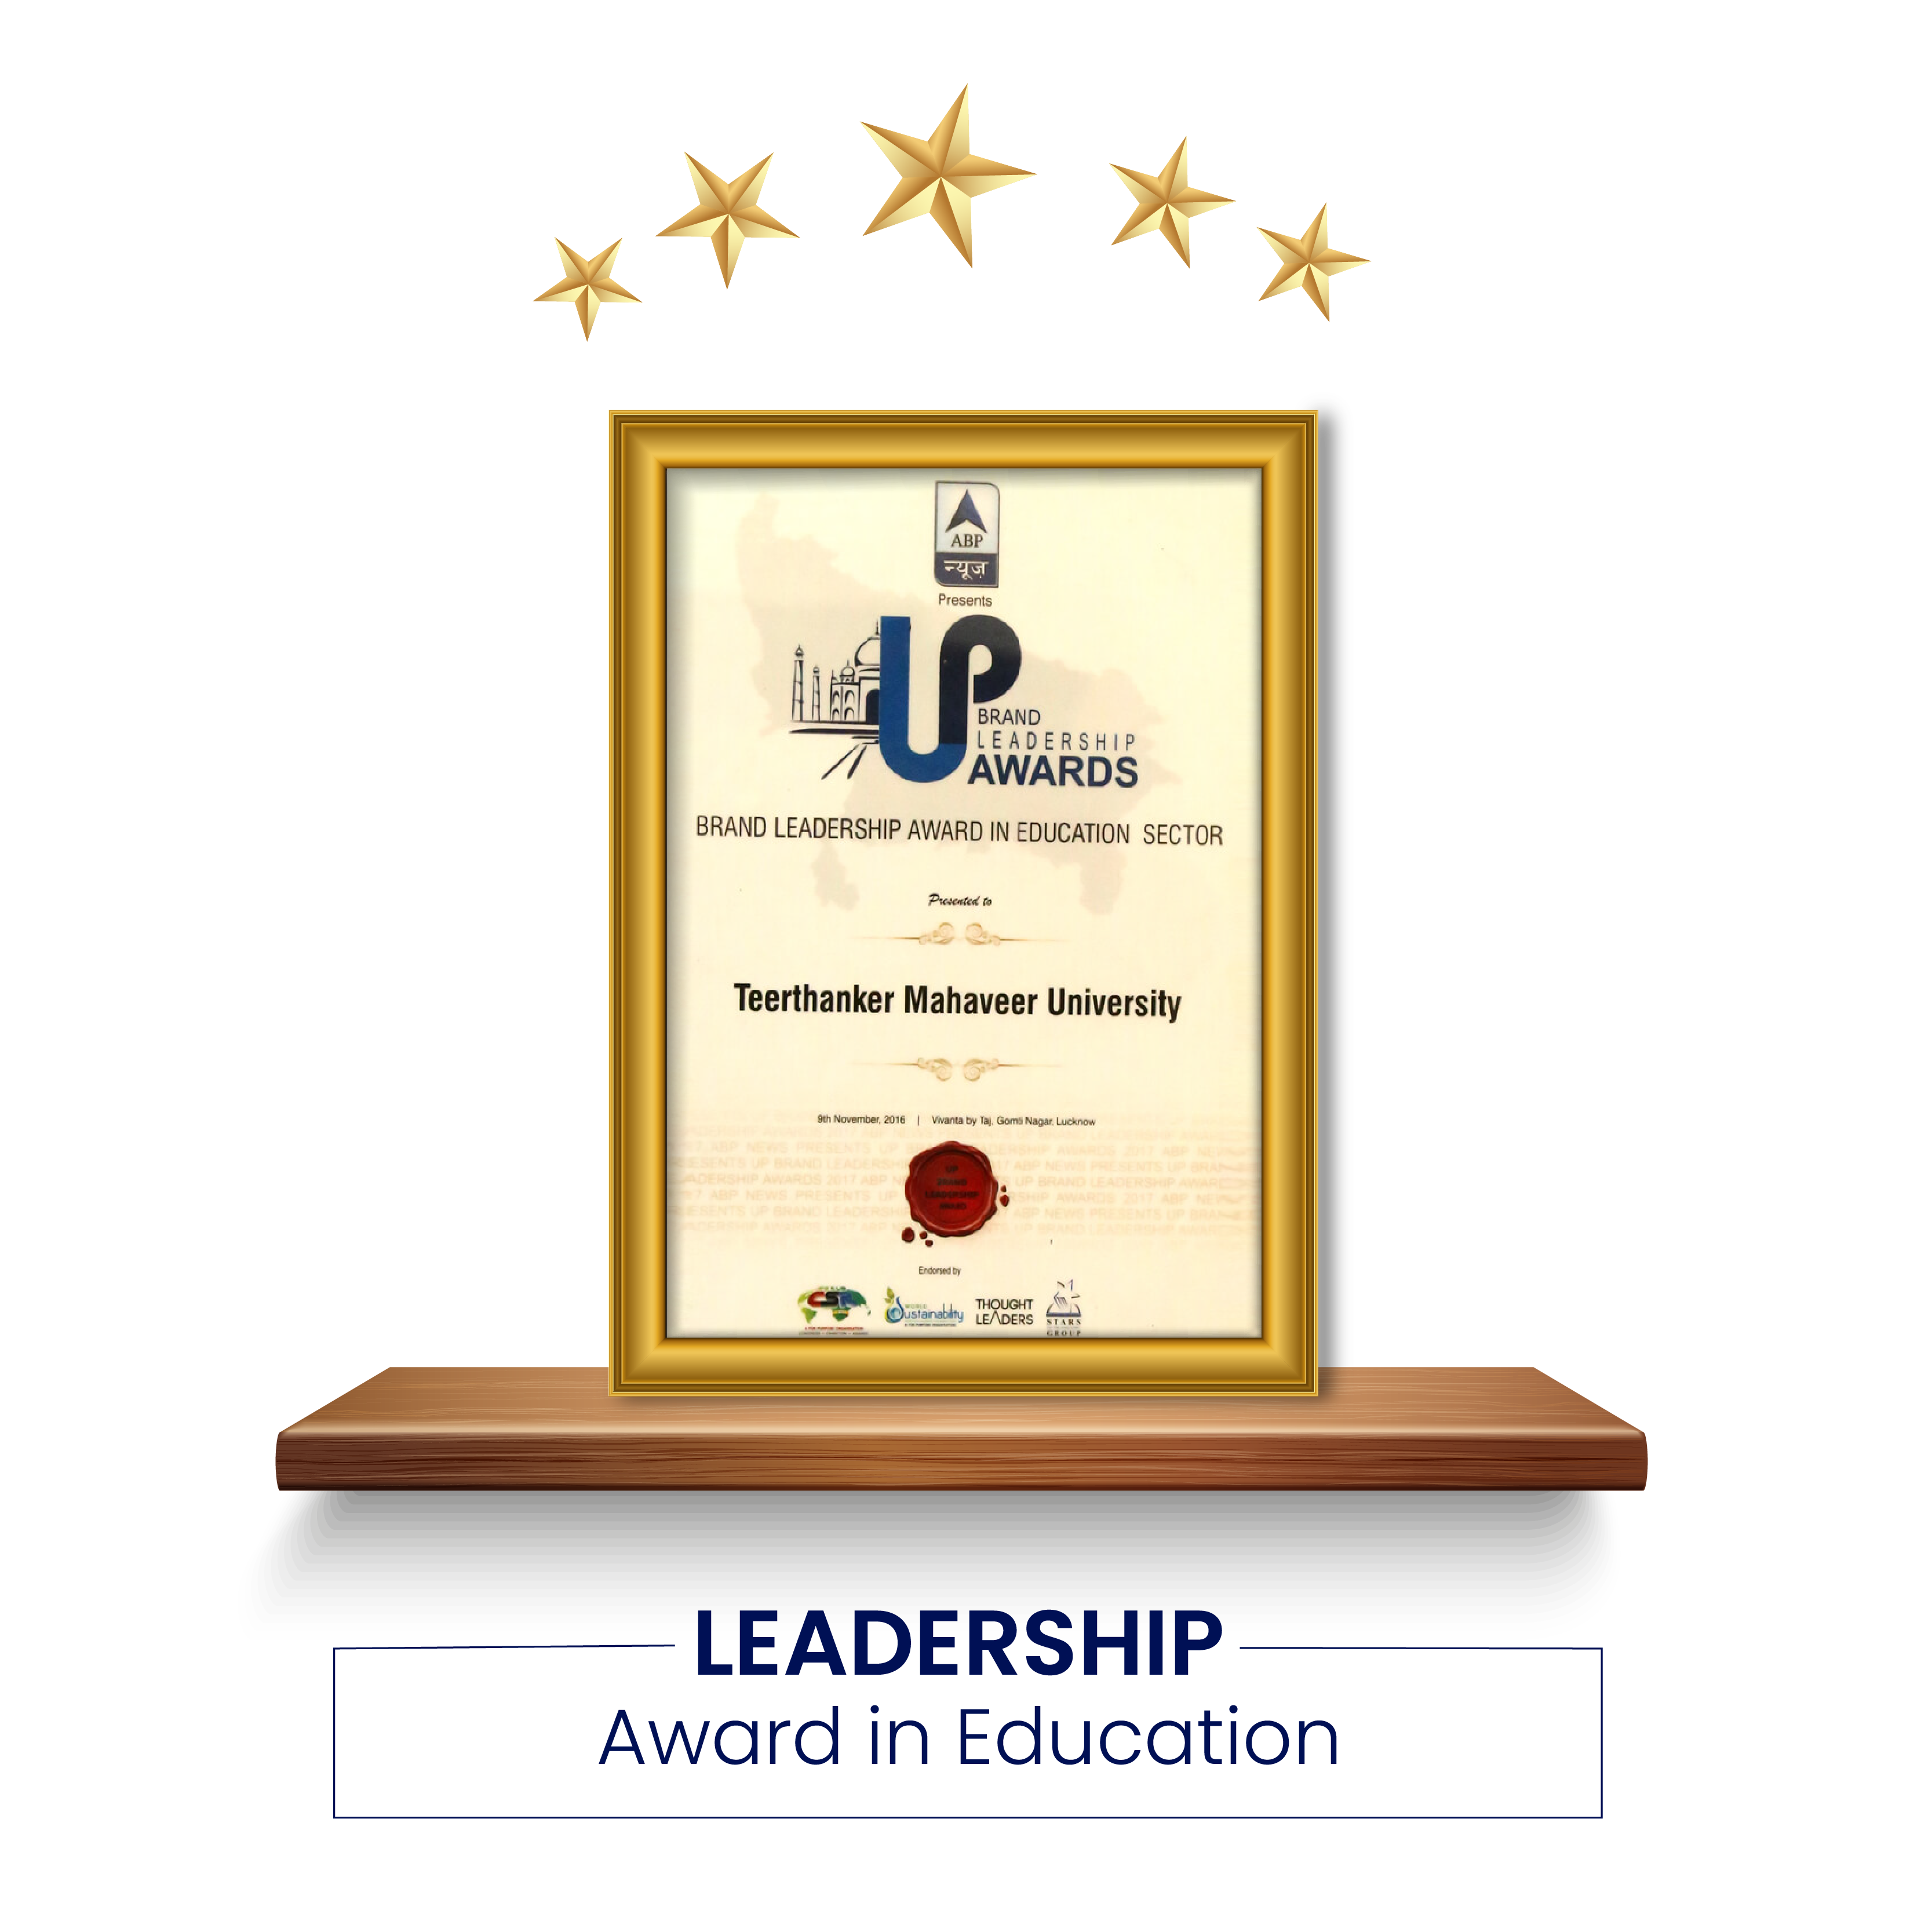 ABP
न्यूज़
Presents
UP
BRAND
LEADERSHIP
AWARDS
BRAND LEADERSHIP AWARD IN EDUCATION SECTOR
Presented to
Teerthanker Mahaveer University
9th November, 2016 | Vivanta by Taj, Gomti Nagar, Lucknow
UP
BRAND
LEADERSHIP
AWARD
Endorsed by
WORLD
CSR
WORLD
Sustainability
THOUGHT
LEADERS
STARS
GROUP
LEADERSHIP
Award in Education